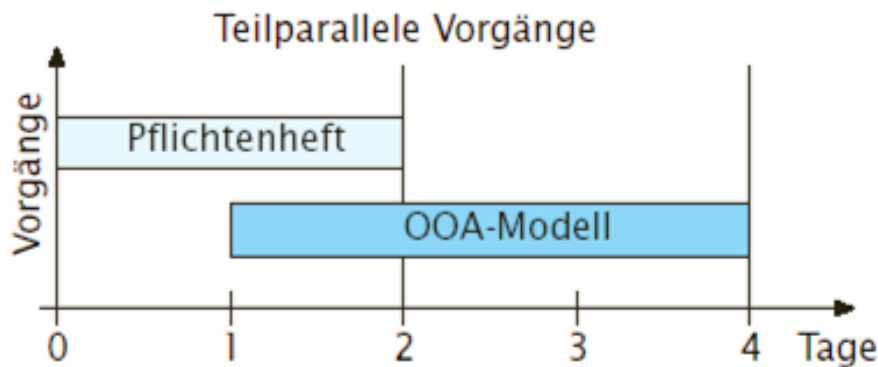 Teilparallele Vorgänge
Vorgänge
Pflichtenheft
OOA-Modell
0 1 2 3 4 Tage